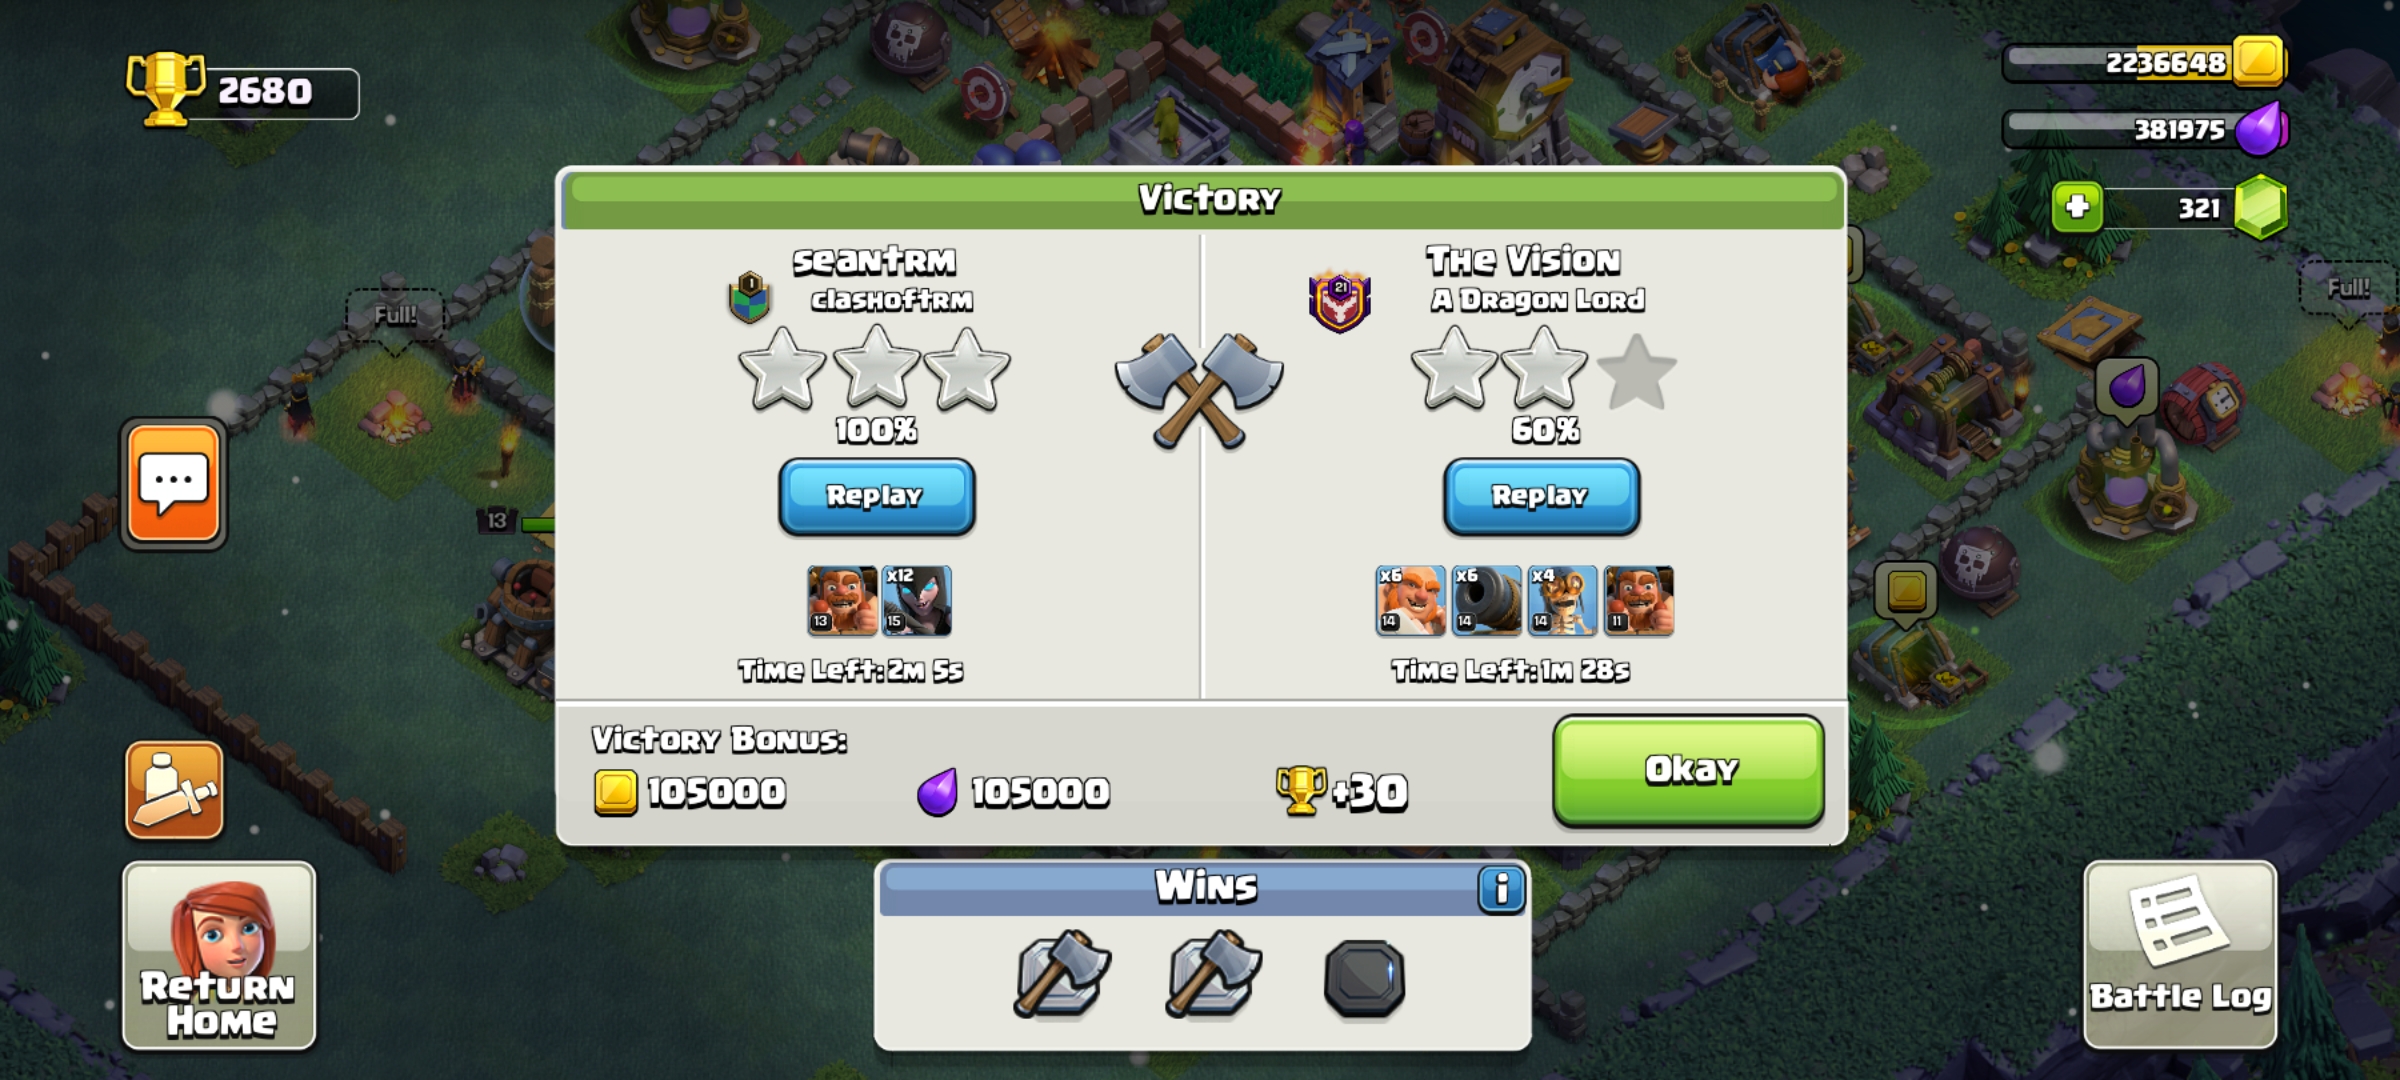 2680
2236648
381975
321
Full!
Full!
13
Victory
seantrm
clashoftrm
1
100%
Replay
13
x12
15
Time Left:2m 5s
The Vision
A Dragon Lord
21
60%
Replay
x6
14
x6
14
x4
14
11
Time Left:1m 28s
Victory Bonus:
105000
105000
+30
Okay
Wins
i
Return
Home
Battle Log